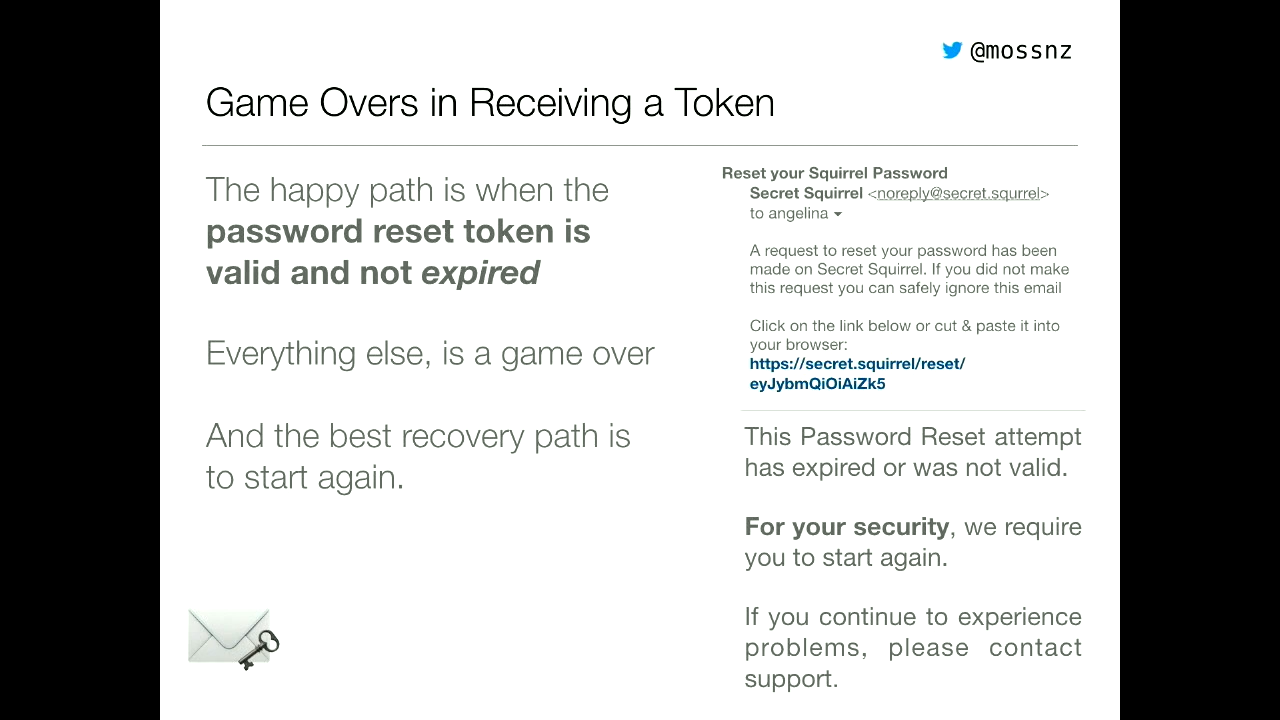 @mossnz
Game Overs in Receiving a Token
The happy path is when the
password reset token is
valid and not expired
Everything else, is a game over
And the best recovery path is
to start again.
Reset your Squirrel Password
Secret Squirrel <noreply@secret.squrrel>
to angelina
A request to reset your password has been
made on Secret Squirrel. If you did not make
this request you can safely ignore this email
Click on the link below or cut & paste it into
your browser:
https://secret.squirrel/reset/
eyJybmQiOiAiZk5
This Password Reset attempt
has expired or was not valid.
For your security, we require
you to start again.
If you continue to experience
problems, please contact
support.